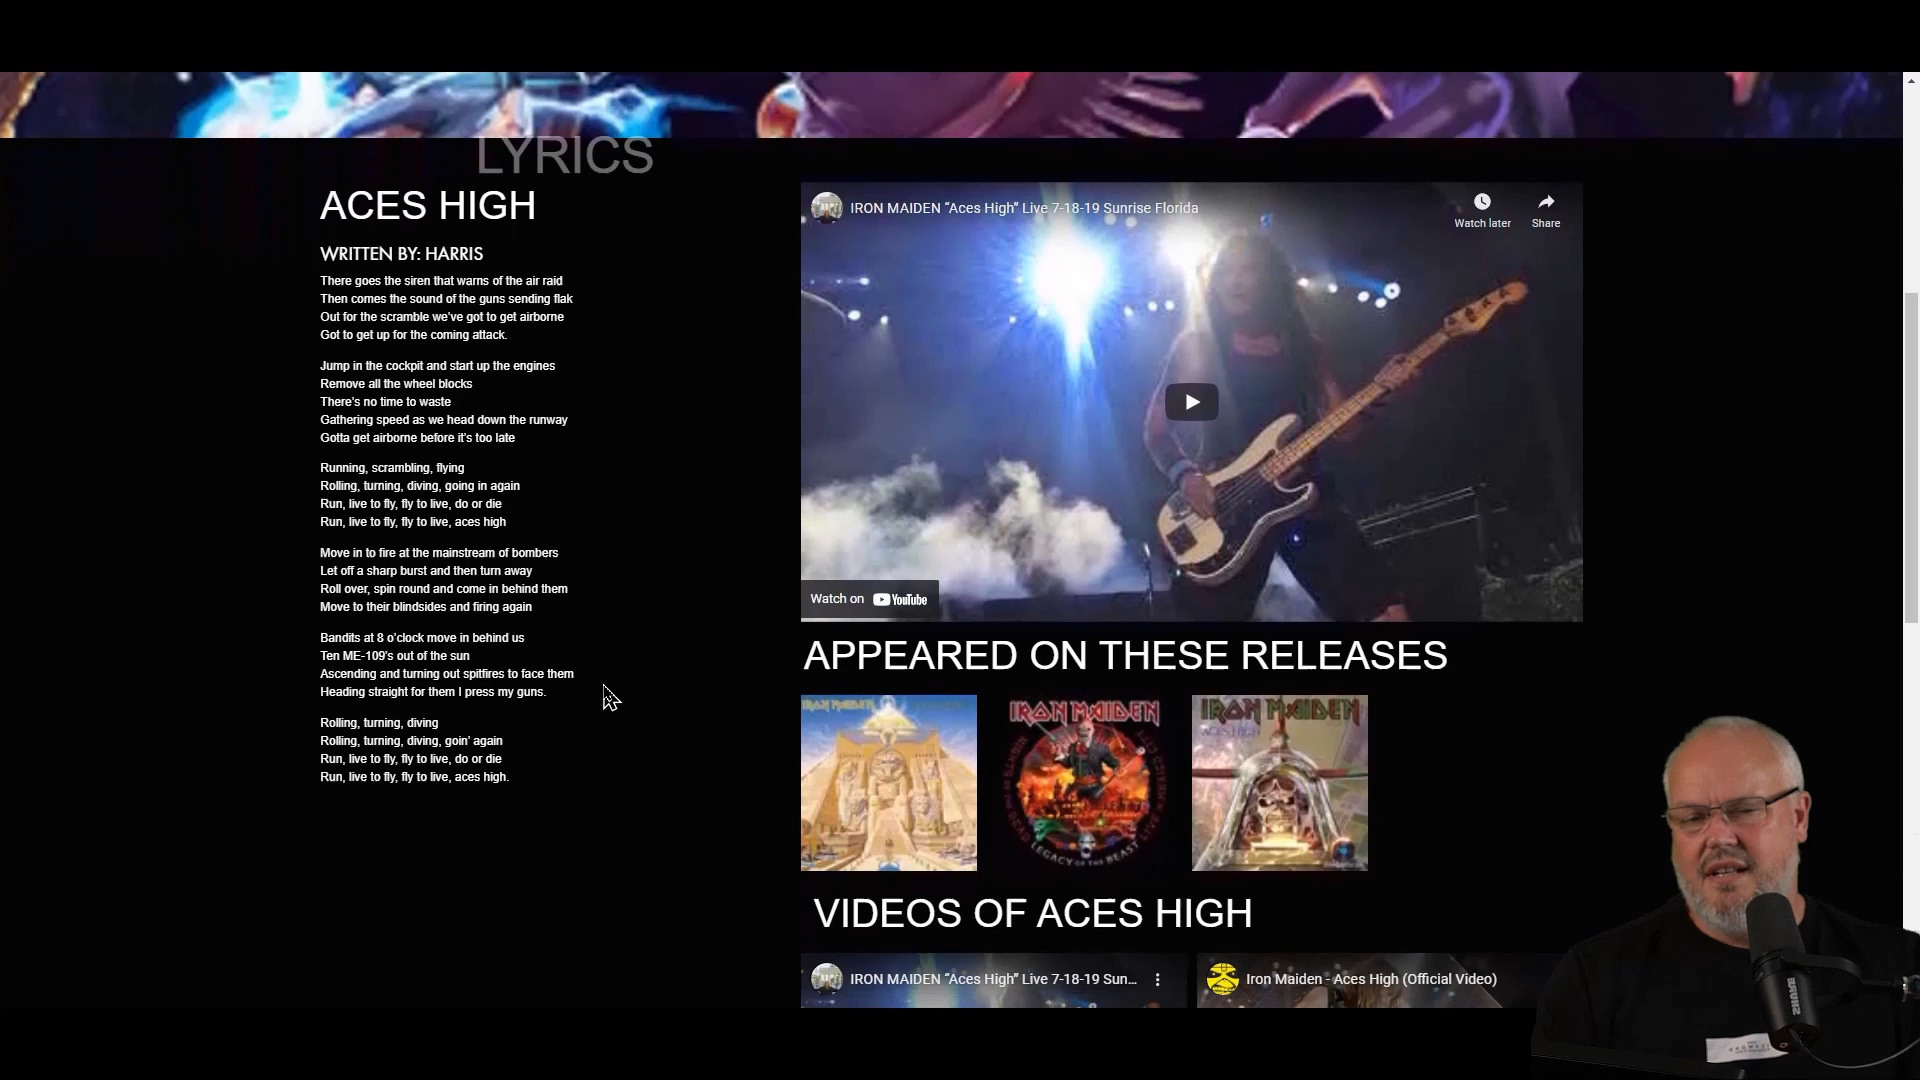 LYRICS
ACES HIGH
WRITTEN BY: HARRIS
There goes the siren that warns of the air raid
Then comes the sound of the guns sending flak
Out for the scramble we've got to get airborne
Got to get up for the coming attack.
Jump in the cockpit and start up the engines
Remove all the wheel blocks
There's no time to waste
Gathering speed as we head down the runway
Gotta get airborne before it's too late
Running, scrambling, flying
Rolling, turning, diving, going in again
Run, live to fly, fly to live, do or die
Run, live to fly, fly to live, aces high
Move in to fire at the mainstream of bombers
Let off a sharp burst and then turn away
Roll over, spin round and come in behind them
Move to their blindsides and firing again
Bandits at 8 o'clock move in behind us
Ten ME-109's out of the sun
Ascending and turning out spitfires to face them
Heading straight for them I press my guns.
Rolling, turning, diving
Rolling, turning, diving, goin' again
Run, live to fly, fly to live, do or die
Run, live to fly, fly to live, aces high.
IRON MAIDEN “Aces High” Live 7-18-19 Sunrise Florida
Watch later
Share
Watch on YouTube
APPEARED ON THESE RELEASES
IRON MAIDEN
IRON MAIDEN
LEGACY OF THE BEAST
IRON MAIDEN
ACES HIGH
VIDEOS OF ACES HIGH
IRON MAIDEN “Aces High” Live 7-18-19 Sun...
Iron Maiden - Aces High (Official Video)